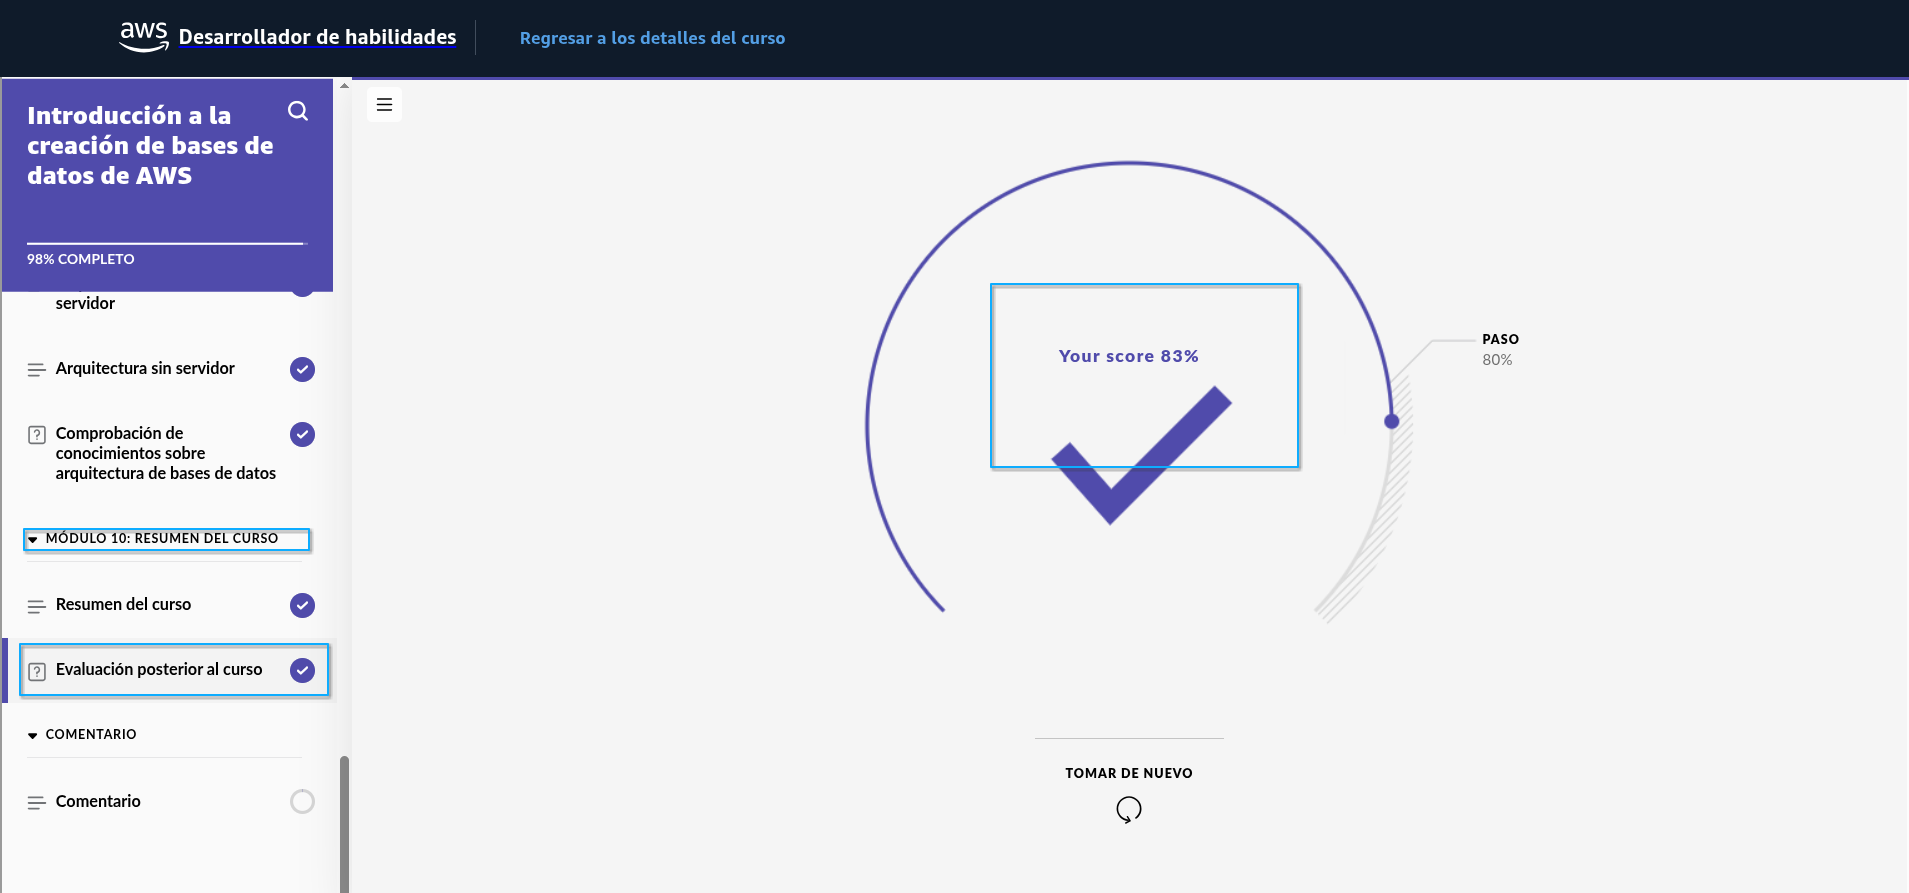 aws
Desarrollador de habilidades
Regresar a los detalles del curso
Introducción a la
creación de bases de
datos de AWS
98% COMPLETO
servidor
Arquitectura sin servidor
Comprobación de
conocimientos sobre
arquitectura de bases de datos
MÓDULO 10: RESUMEN DEL CURSO
Resumen del curso
Evaluación posterior al curso
COMENTARIO
Comentario
Your score 83%
PASO
80%
TOMAR DE NUEVO